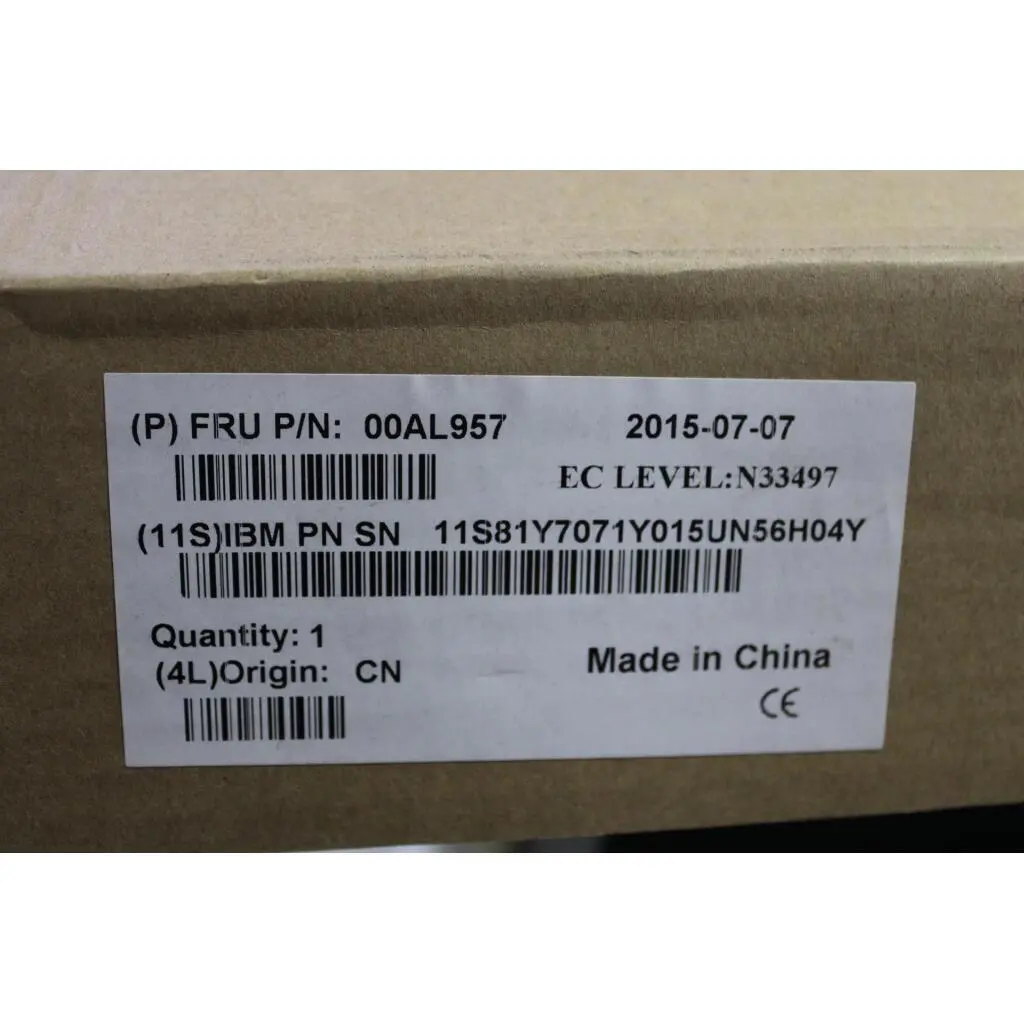 (P) FRU P/N: 00AL957 2015-07-07
EC LEVEL:N33497
(11S)IBM PN SN 11S81Y7071Y015UN56H04Y
Quantity: 1
(4L)Origin: CN
Made in China
CE